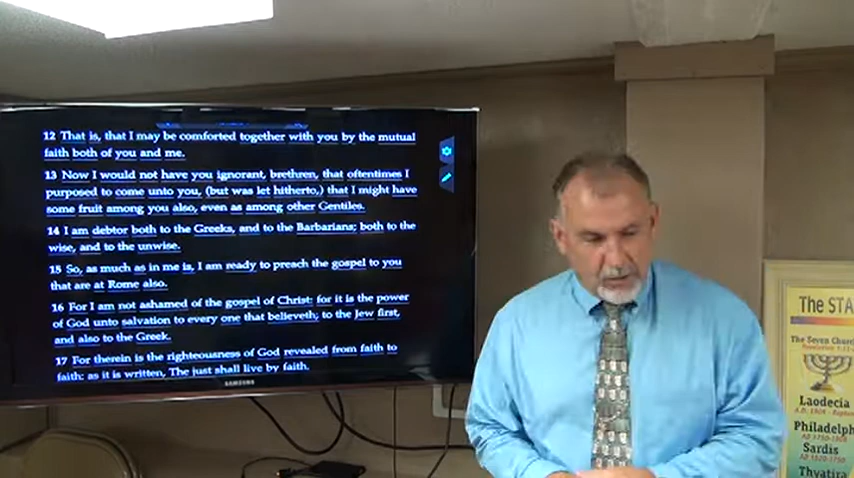 12 That is, that I may be comforted together with you by the mutual
faith both of you and me.
13 Now I would not have you ignorant, brethren, that oftentimes I
purposed to come unto you, (but was let hitherto,) that I might have
some fruit among you also, even as among other Gentiles.
14 I am debtor both to the Greeks, and to the Barbarians; both to the
wise, and to the unwise.
15 So, as much as in me is, I am ready to preach the gospel to you
that are at Rome also.
16 For I am not ashamed of the gospel of Christ: for it is the power
of God unto salvation to every one that believeth; to the Jew first,
and also to the Greek.
17 For therein is the righteousness of God revealed from faith to
faith: as it is written, The just shall live by faith.
SAMSUNG
The STA
The Seven Church
Laodecia
Philadelph
AD 1750-1905
Sardis
AD 1520-1750
Thyatira